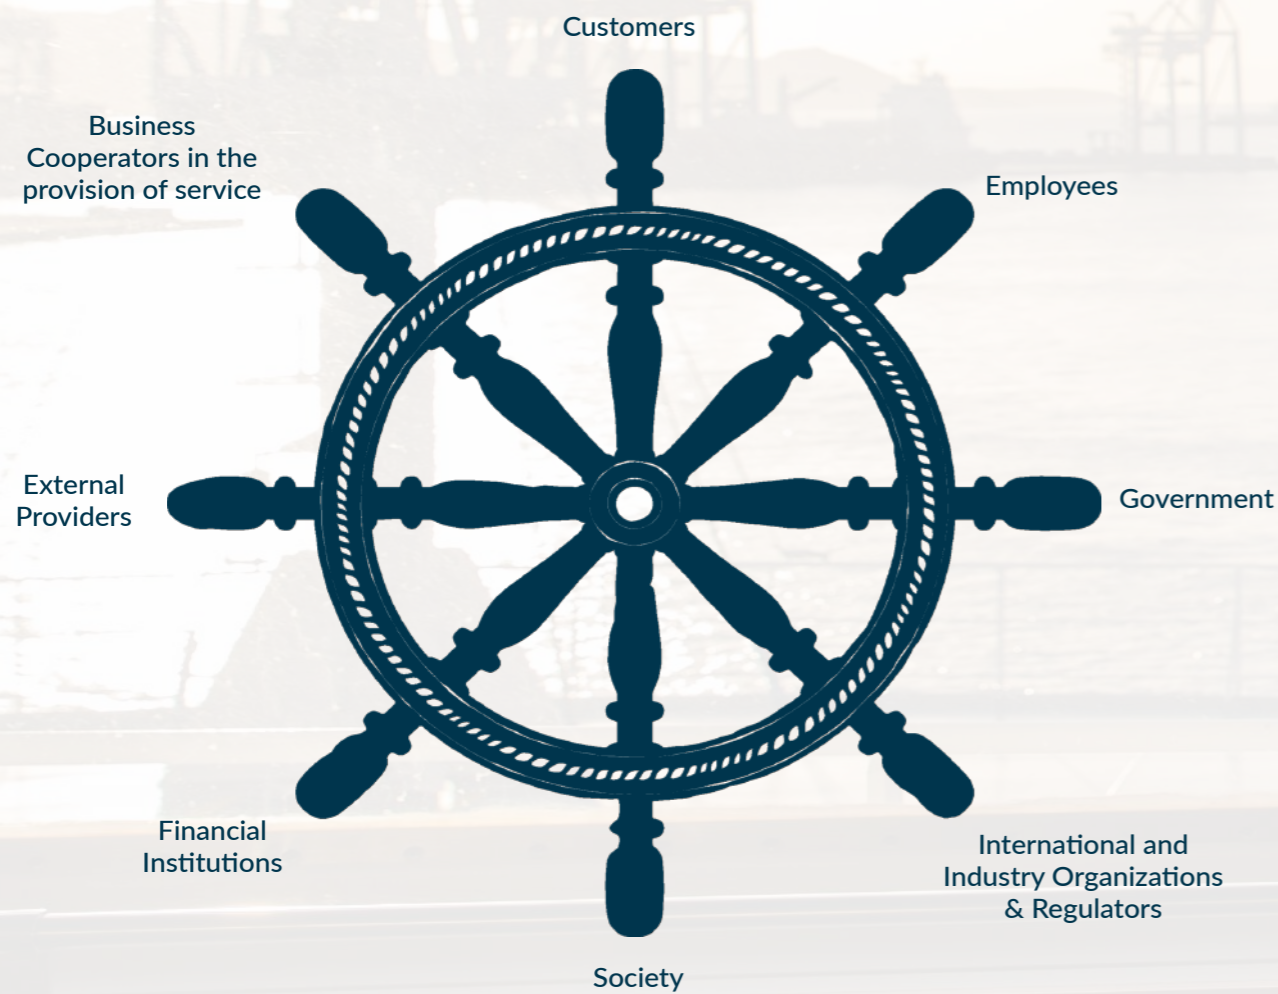 Customers
Business
Cooperators in the
provision of service
Employees
External
Providers
Government
Financial
Institutions
International and
Industry Organizations
& Regulators
Society